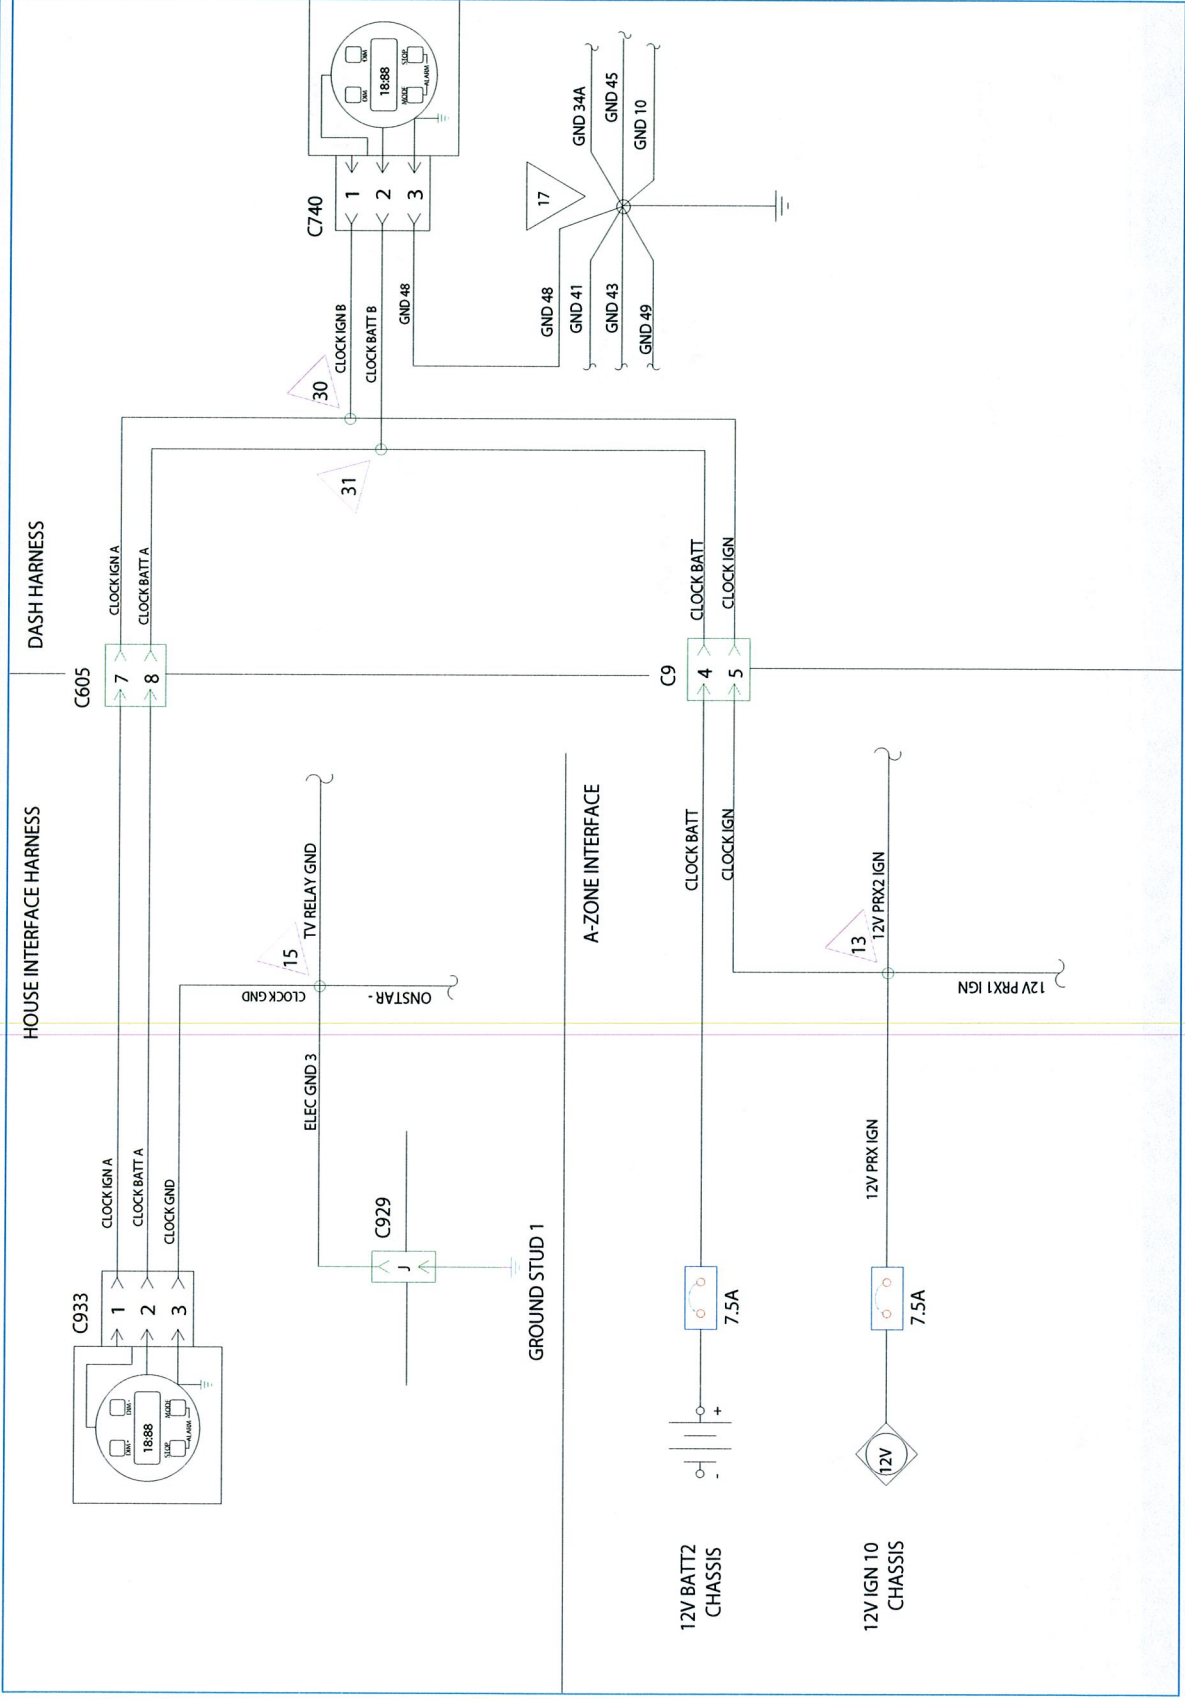 HOUSE INTERFACE HARNESS
DASH HARNESS
C933
1
2
3
DIM+
DIM-
18:88
STOP
MODE
ALARM
CLOCK IGN A
CLOCK BATT A
CLOCK GND
C605
7
8
CLOCK IGN A
CLOCK BATT A
30
31
CLOCK IGN B
CLOCK BATT B
GND 48
C740
1
2
3
18:88
MODE
STOP
ALARM
CLOCK GND
15
TV RELAY GND
ONSTAR -
ELEC GND 3
C929
J
GROUND STUD 1
17
GND 48
GND 41
GND 43
GND 49
GND 34A
GND 45
GND 10
A-ZONE INTERFACE
12V BATT2
CHASSIS
-
+
7.5A
CLOCK BATT
CLOCK IGN
C9
4
5
CLOCK BATT
CLOCK IGN
12V IGN 10
CHASSIS
12V
7.5A
12V PRX IGN
13
12V PRX2 IGN
12V PRX1 IGN